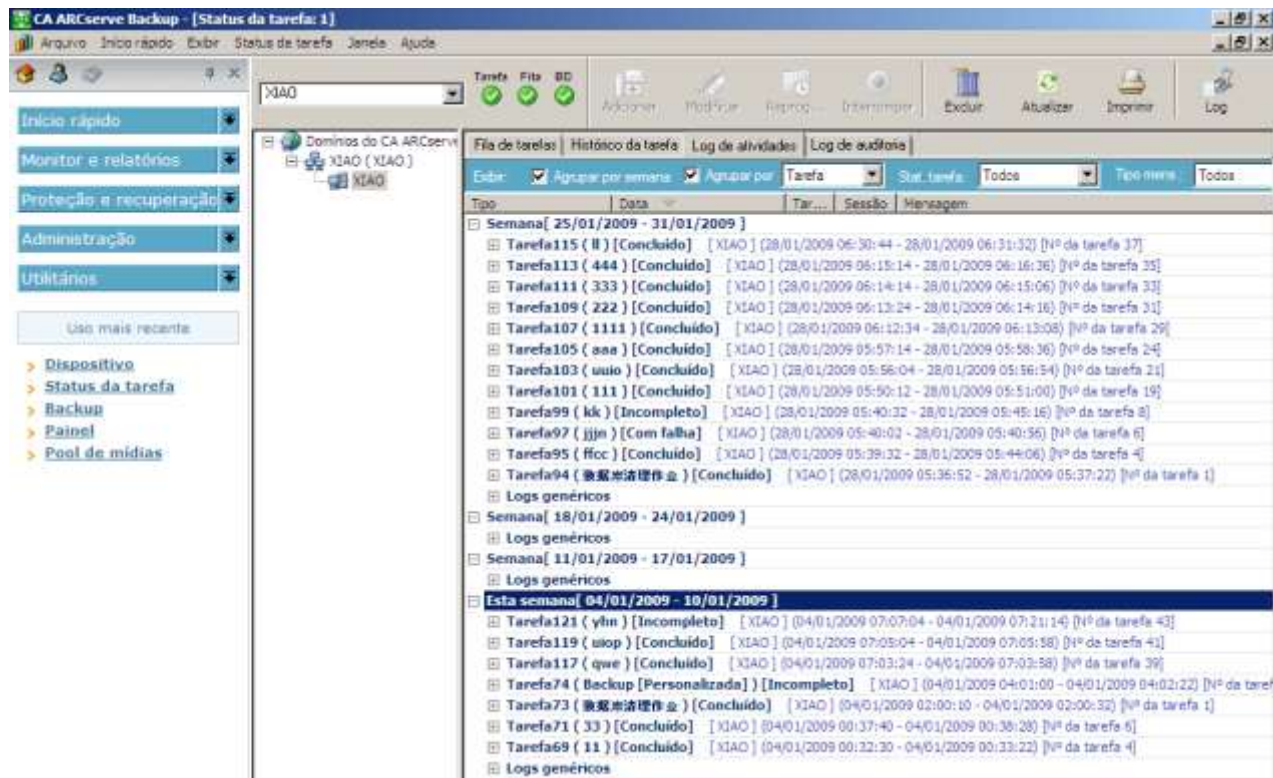 CA ARCserve Backup - [Status da tarefa: 1]
Arquivo Início rápido Exibir Status de tarefa Janela Ajuda
XIAO
Tarefa Fita BD
Adicionar Modificar Reprog... Interromper Excluir Atualizar Imprimir Log
Início rápido
Monitor e relatórios
Proteção e recuperação
Administração
Utilitários
Uso mais recente
Dispositivo
Status da tarefa
Backup
Painel
Pool de mídias
Domínios do CA ARCserve
XIAO ( XIAO )
XIAO
Fila de tarefas Histórico da tarefa Log de atividades Log de auditoria
Exibir: Agrupar por semana Agrupar por Tarefa Stat. tarefa Todos Tipo mens. Todos
Tipo Data Tar... Sessão Mensagem
Semana[ 25/01/2009 - 31/01/2009 ]
Tarefa115 ( ll ) [Concluído] [ XIAO ] (28/01/2009 06:30:44 - 28/01/2009 06:31:32) [Nº da tarefa 37]
Tarefa113 ( 444 ) [Concluído] [ XIAO ] (28/01/2009 06:15:14 - 28/01/2009 06:16:36) [Nº da tarefa 35]
Tarefa111 ( 333 ) [Concluído] [ XIAO ] (28/01/2009 06:14:14 - 28/01/2009 06:15:06) [Nº da tarefa 33]
Tarefa109 ( 222 ) [Concluído] [ XIAO ] (28/01/2009 06:13:24 - 28/01/2009 06:14:16) [Nº da tarefa 31]
Tarefa107 ( 1111 ) [Concluído] [ XIAO ] (28/01/2009 06:12:34 - 28/01/2009 06:13:08) [Nº da tarefa 29]
Tarefa105 ( aaa ) [Concluído] [ XIAO ] (28/01/2009 05:57:14 - 28/01/2009 05:58:36) [Nº da tarefa 24]
Tarefa103 ( uuio ) [Concluído] [ XIAO ] (28/01/2009 05:56:04 - 28/01/2009 05:56:54) [Nº da tarefa 21]
Tarefa101 ( 111 ) [Concluído] [ XIAO ] (28/01/2009 05:50:12 - 28/01/2009 05:51:00) [Nº da tarefa 19]
Tarefa99 ( kk ) [Incompleto] [ XIAO ] (28/01/2009 05:40:32 - 28/01/2009 05:45:16) [Nº da tarefa 8]
Tarefa97 ( jjjn ) [Com falha] [ XIAO ] (28/01/2009 05:40:02 - 28/01/2009 05:40:56) [Nº da tarefa 6]
Tarefa95 ( ffcc ) [Concluído] [ XIAO ] (28/01/2009 05:39:32 - 28/01/2009 05:44:06) [Nº da tarefa 4]
Tarefa94 ( 数据库清理作业 ) [Concluído] [ XIAO ] (28/01/2009 05:36:52 - 28/01/2009 05:37:22) [Nº da tarefa 1]
Logs genéricos
Semana[ 18/01/2009 - 24/01/2009 ]
Logs genéricos
Semana[ 11/01/2009 - 17/01/2009 ]
Logs genéricos
Esta semana[ 04/01/2009 - 10/01/2009 ]
Tarefa121 ( yhn ) [Incompleto] [ XIAO ] (04/01/2009 07:07:04 - 04/01/2009 07:21:14) [Nº da tarefa 43]
Tarefa119 ( uiop ) [Concluído] [ XIAO ] (04/01/2009 07:05:04 - 04/01/2009 07:05:58) [Nº da tarefa 41]
Tarefa117 ( qwe ) [Concluído] [ XIAO ] (04/01/2009 07:03:24 - 04/01/2009 07:03:58) [Nº da tarefa 39]
Tarefa74 ( Backup [Personalizada] ) [Incompleto] [ XIAO ] (04/01/2009 04:01:00 - 04/01/2009 04:02:22) [Nº da taref
Tarefa73 ( 数据库清理作业 ) [Concluído] [ XIAO ] (04/01/2009 02:00:10 - 04/01/2009 02:00:32) [Nº da tarefa 1]
Tarefa71 ( 33 ) [Concluído] [ XIAO ] (04/01/2009 00:37:40 - 04/01/2009 00:38:28) [Nº da tarefa 6]
Tarefa69 ( 11 ) [Concluído] [ XIAO ] (04/01/2009 00:32:30 - 04/01/2009 00:33:22) [Nº da tarefa 4]
Logs genéricos